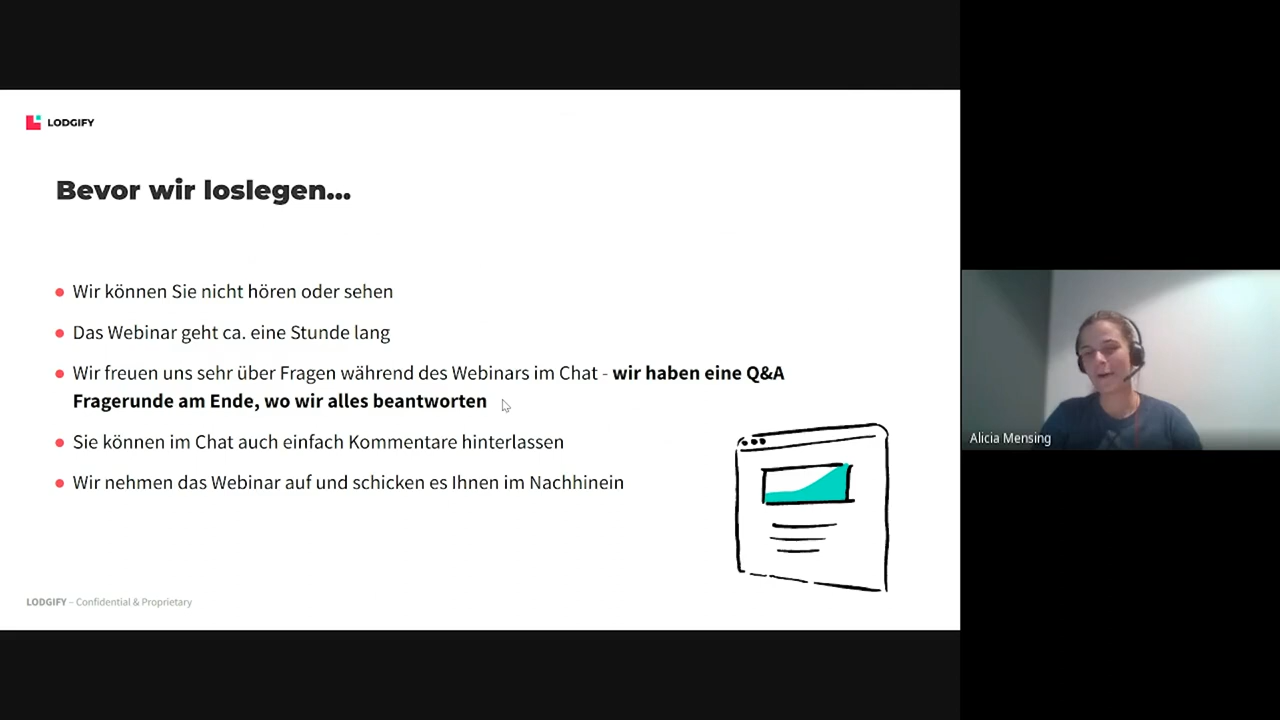 LODGIFY
Bevor wir loslegen...
Wir können Sie nicht hören oder sehen
Das Webinar geht ca. eine Stunde lang
Wir freuen uns sehr über Fragen während des Webinars im Chat - wir haben eine Q&A
Fragerunde am Ende, wo wir alles beantworten
Sie können im Chat auch einfach Kommentare hinterlassen
Wir nehmen das Webinar auf und schicken es Ihnen im Nachhinein
LODGIFY – Confidential & Proprietary
Alicia Mensing